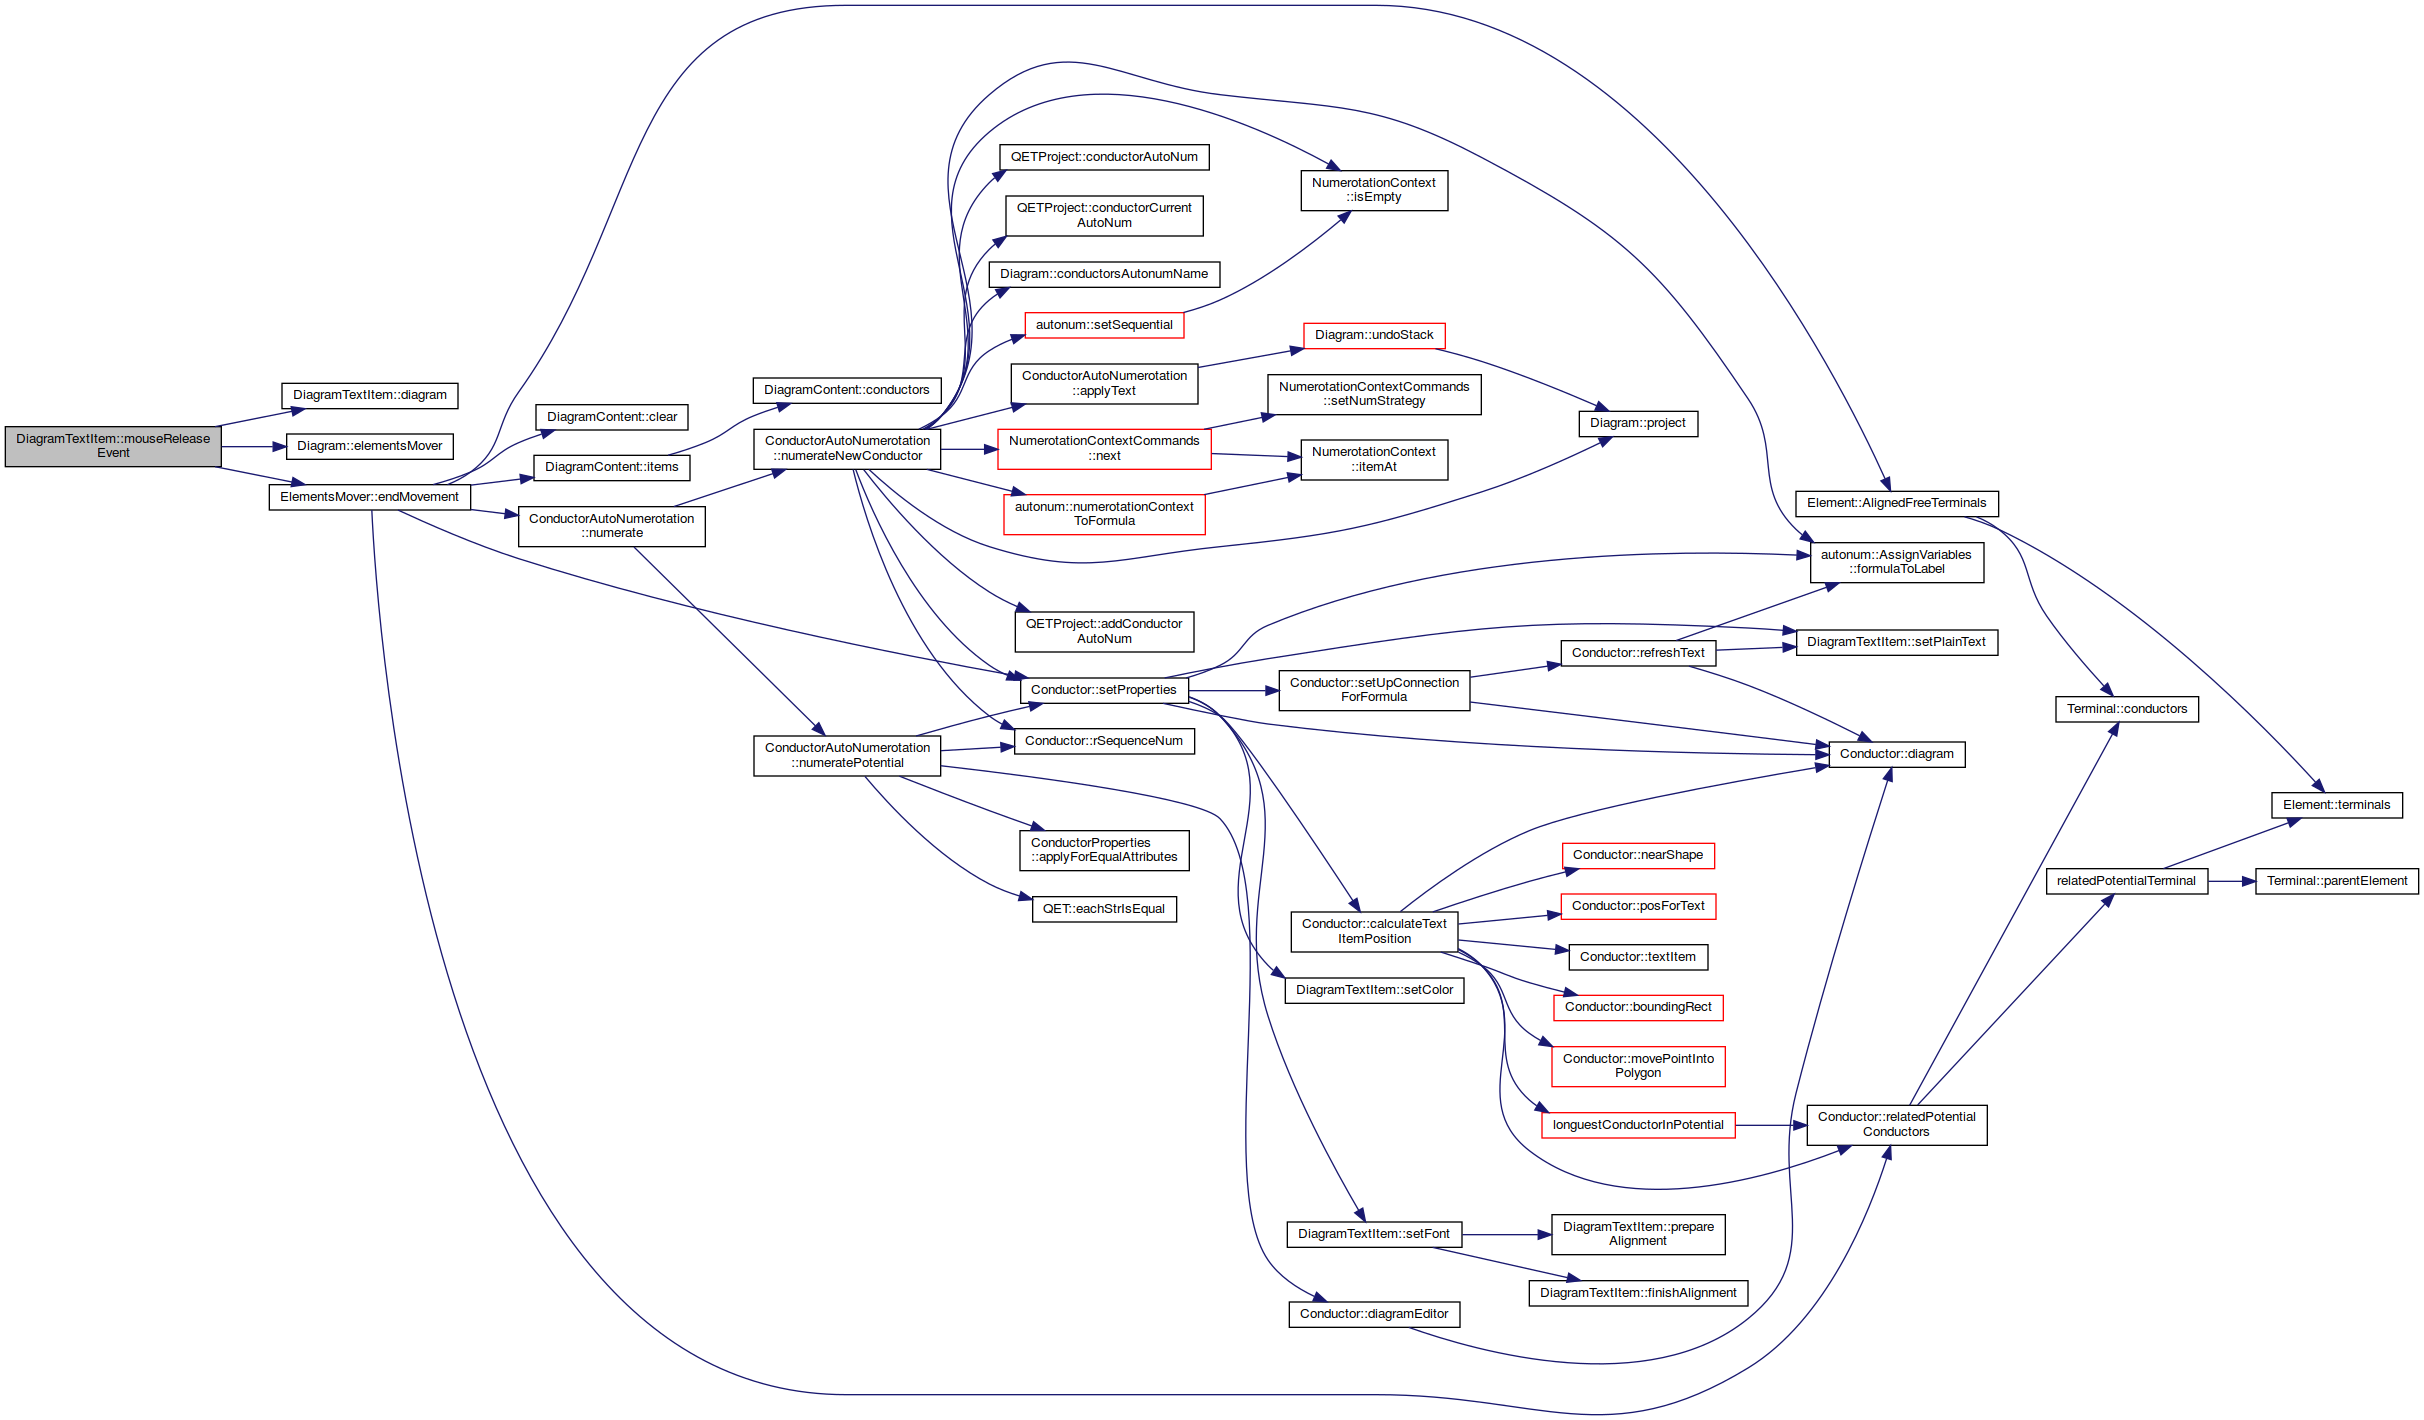 DiagramTextItem::mouseRelease
Event
DiagramTextItem::diagram
Diagram::elementsMover
ElementsMover::endMovement
DiagramContent::clear
DiagramContent::items
ConductorAutoNumerotation
::numerate
DiagramContent::conductors
ConductorAutoNumerotation
::numerateNewConductor
ConductorAutoNumerotation
::numeratePotential
QETProject::conductorAutoNum
QETProject::conductorCurrent
AutoNum
Diagram::conductorsAutonumName
autonum::setSequential
ConductorAutoNumerotation
::applyText
NumerotationContextCommands
::next
autonum::numerotationContext
ToFormula
QETProject::addConductor
AutoNum
Conductor::setProperties
Conductor::rSequenceNum
ConductorProperties
::applyForEqualAttributes
QET::eachStrIsEqual
NumerotationContext
::isEmpty
Diagram::undoStack
NumerotationContextCommands
::setNumStrategy
NumerotationContext
::itemAt
Conductor::setUpConnection
ForFormula
Conductor::calculateText
ItemPosition
DiagramTextItem::setColor
DiagramTextItem::setFont
Conductor::diagramEditor
Diagram::project
Conductor::refreshText
Conductor::nearShape
Conductor::posForText
Conductor::textItem
Conductor::boundingRect
Conductor::movePointInto
Polygon
longuestConductorInPotential
DiagramTextItem::prepare
Alignment
DiagramTextItem::finishAlignment
Element::AlignedFreeTerminals
autonum::AssignVariables
::formulaToLabel
DiagramTextItem::setPlainText
Conductor::diagram
Conductor::relatedPotential
Conductors
Terminal::conductors
relatedPotentialTerminal
Element::terminals
Terminal::parentElement